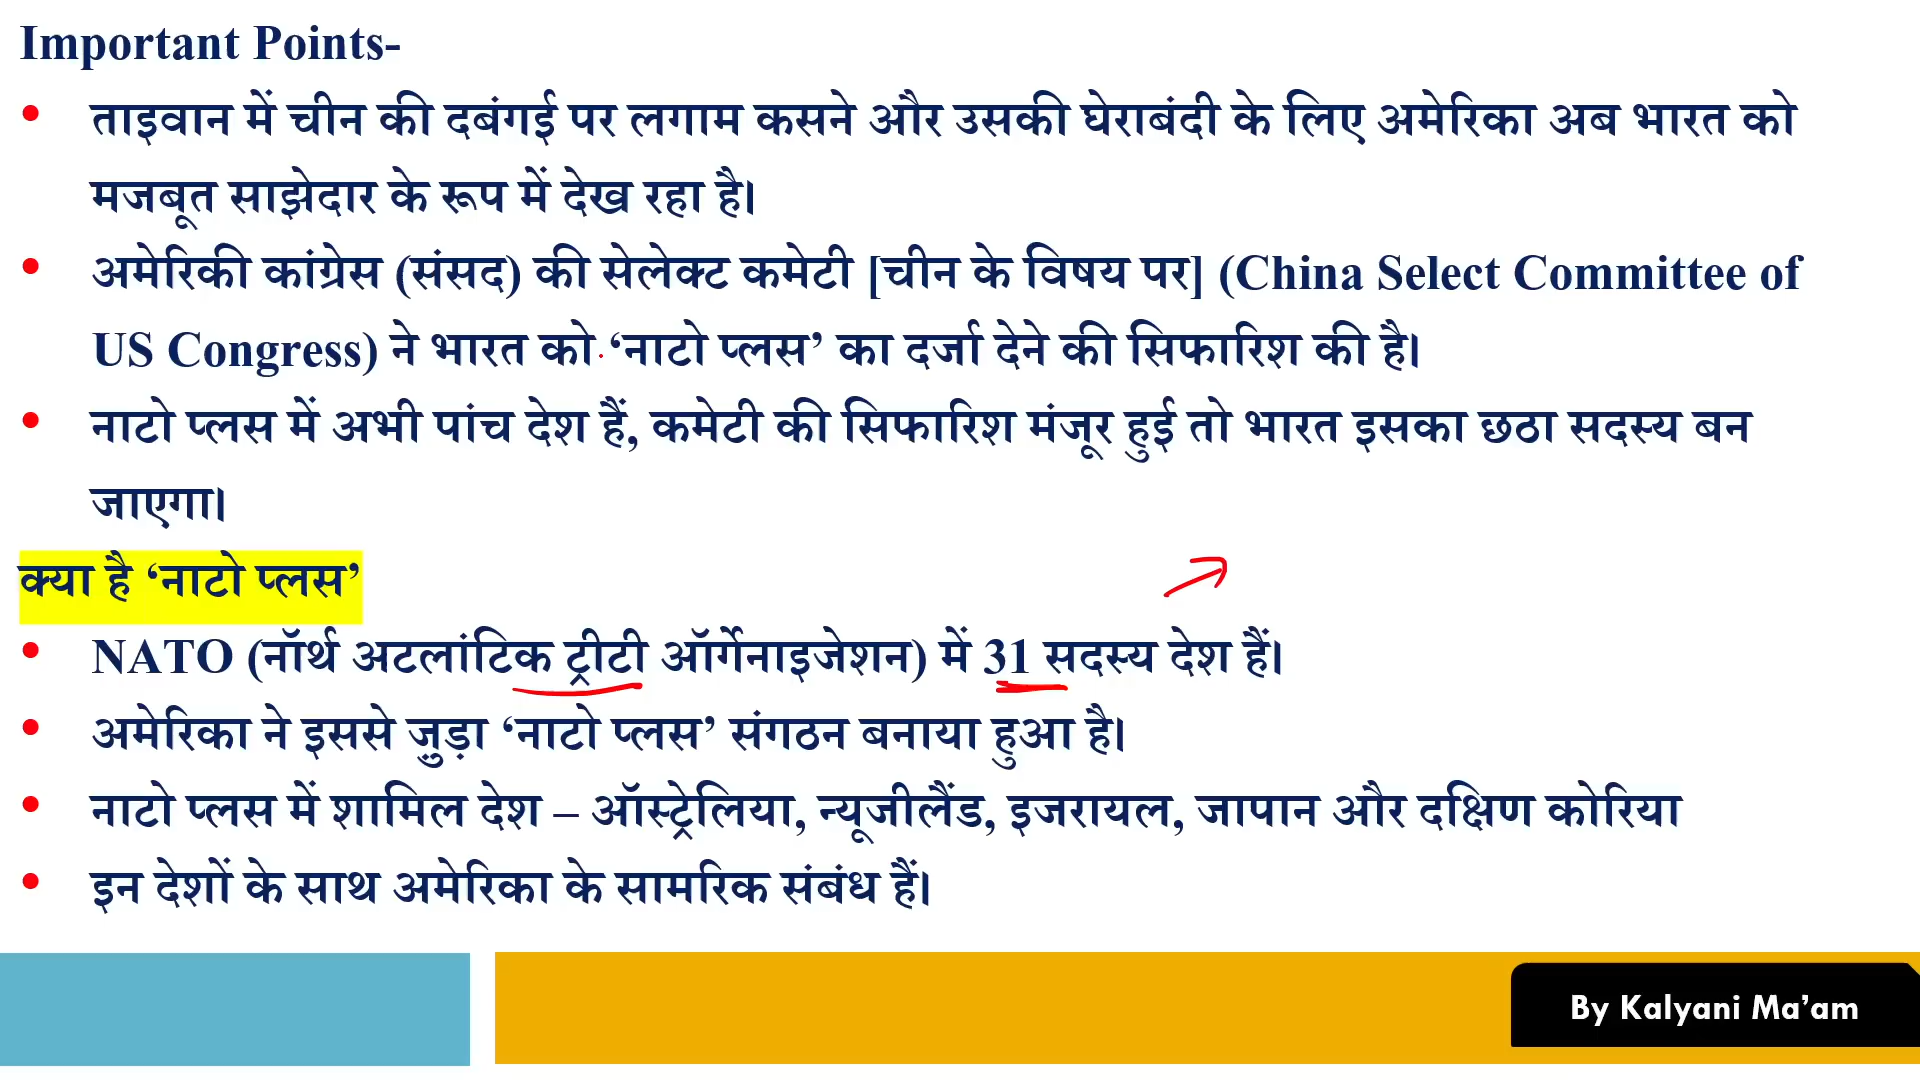 Important Points-
• ताइवान में चीन की दबंगई पर लगाम कसने और उसकी घेराबंदी के लिए अमेरिका अब भारत को
मजबूत साझेदार के रूप में देख रहा है।
• अमेरिकी कांग्रेस (संसद) की सेलेक्ट कमेटी [चीन के विषय पर] (China Select Committee of
US Congress) ने भारत को ‘नाटो प्लस’ का दर्जा देने की सिफारिश की है।
• नाटो प्लस में अभी पांच देश हैं, कमेटी की सिफारिश मंजूर हुई तो भारत इसका छठा सदस्य बन
जाएगा।
क्या है ‘नाटो प्लस’
• NATO (नॉर्थ अटलांटिक ट्रीटी ऑर्गेनाइजेशन) में 31 सदस्य देश हैं।
• अमेरिका ने इससे जुड़ा ‘नाटो प्लस’ संगठन बनाया हुआ है।
• नाटो प्लस में शामिल देश – ऑस्ट्रेलिया, न्यूजीलैंड, इजरायल, जापान और दक्षिण कोरिया
• इन देशों के साथ अमेरिका के सामरिक संबंध हैं।
By Kalyani Ma’am